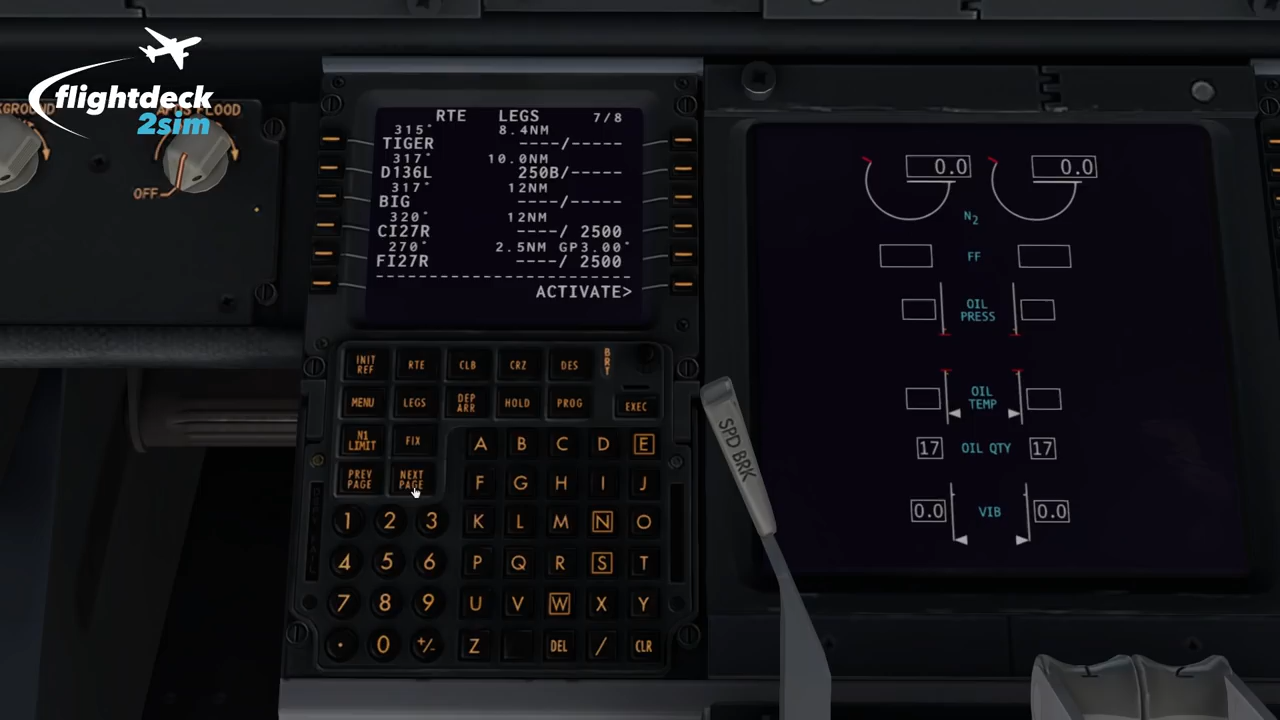 flightdeck
2sim
OFF
RTE LEGS 7/8
315° 8.4NM
TIGER ----/-----
317° 10.0NM
D136L 250B/-----
317° 12NM
BIG ----/-----
320° 12NM
CI27R ----/ 2500
270° 2.5NM GP3.00°
FI27R ----/ 2500
ACTIVATE>
INIT REF RTE CLB CRZ DES BRT
MENU LEGS DEP ARR HOLD PROG EXEC
N1 LIMIT FIX A B C D E
PREV PAGE NEXT PAGE F G H I J
1 2 3 K L M N O
4 5 6 P Q R S T
7 8 9 U V W X Y
. 0 +/- Z DEL / CLR
SPD BRK
0.0 0.0
N2
FF
OIL
PRESS
OIL
TEMP
17 OIL QTY 17
0.0 VIB 0.0
1 2